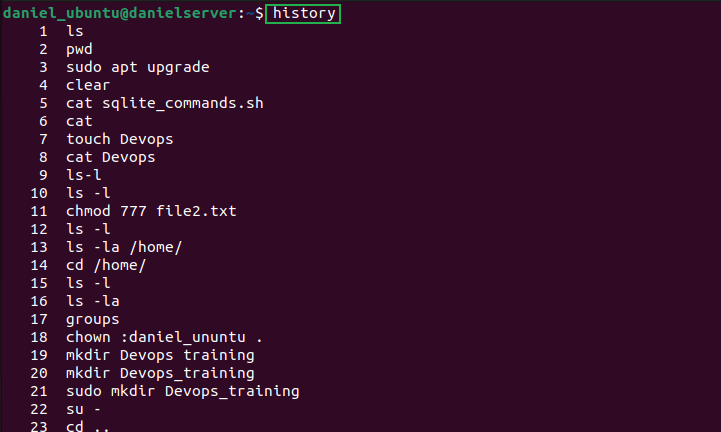 daniel_ubuntu@danielserver:~$ history
1 ls
2 pwd
3 sudo apt upgrade
4 clear
5 cat sqlite_commands.sh
6 cat
7 touch Devops
8 cat Devops
9 ls-l
10 ls -l
11 chmod 777 file2.txt
12 ls -l
13 ls -la /home/
14 cd /home/
15 ls -l
16 ls -la
17 groups
18 chown :daniel_ununtu .
19 mkdir Devops training
20 mkdir Devops_training
21 sudo mkdir Devops_training
22 su -
23 cd ..